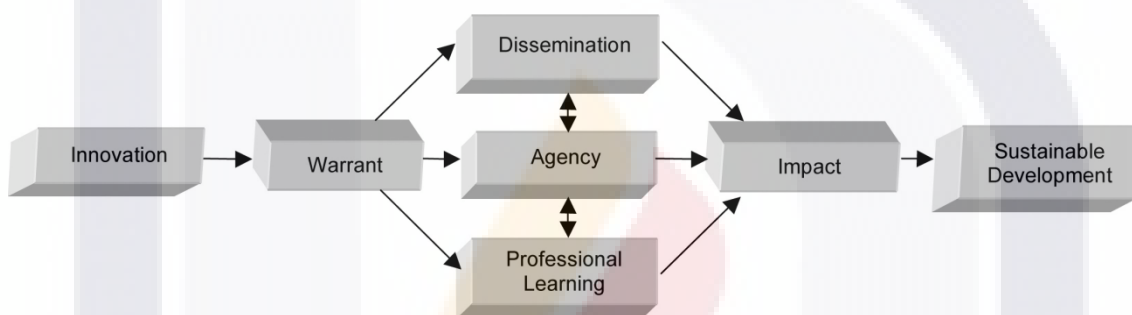 Dissemination
Innovation
Warrant
Agency
Impact
Sustainable
Development
Professional
Learning